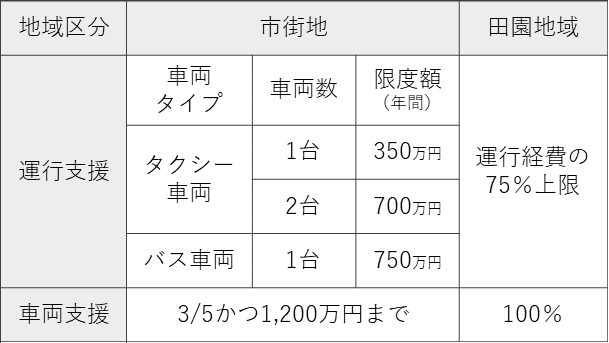 地域区分 市街地 田園地域
運行支援
車両
タイプ
車両数
限度額
（年間）
タクシー
車両
1台 350万円
2台 700万円
バス車両 1台 750万円
運行経費の
75%上限
車両支援 3/5かつ1,200万円まで 100%